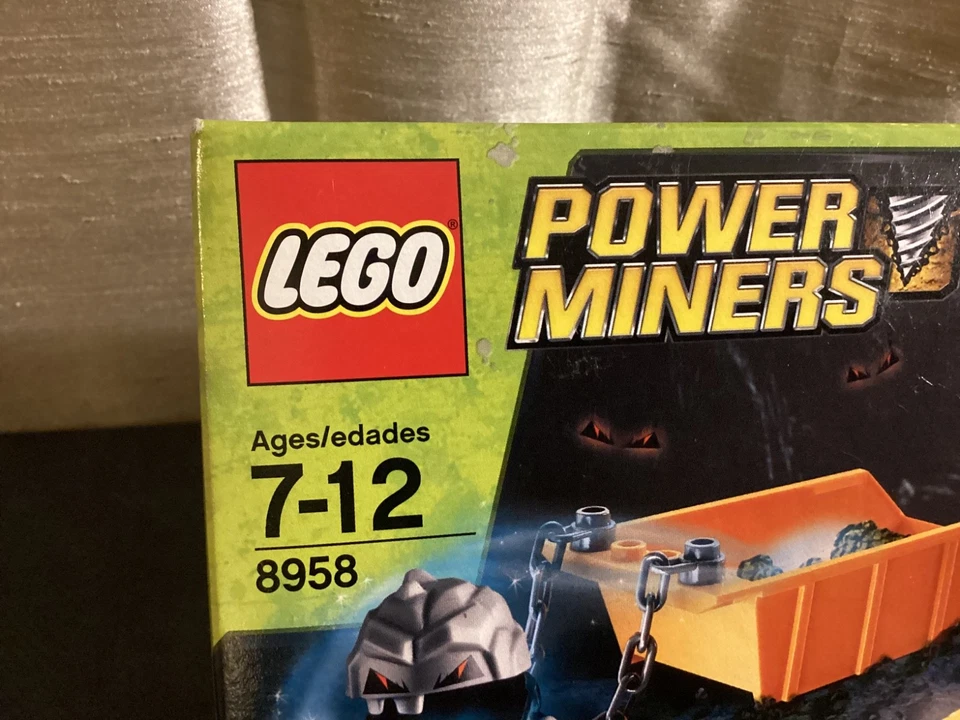 LEGO®
POWER
MINERS
Ages/edades
7-12
8958